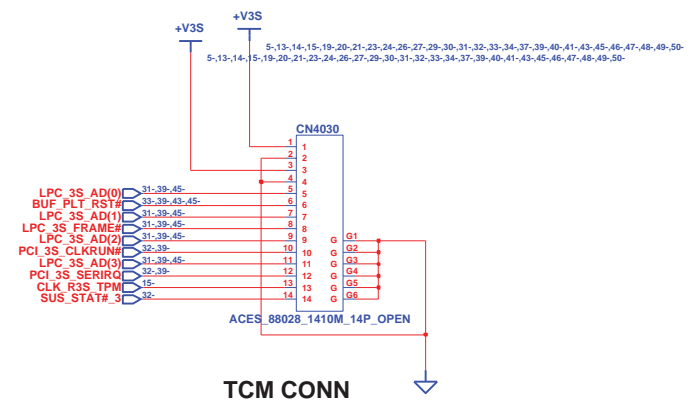 +V3S
+V3S
5-,13-,14-,15-,19-,20-,21-,23-,24-,26-,27-,29-,30-,31-,32-,33-,34-,37-,39-,40-,41-,43-,45-,46-,47-,48-,49-,50-
5-,13-,14-,15-,19-,20-,21-,23-,24-,26-,27-,29-,30-,31-,32-,33-,34-,37-,39-,40-,41-,43-,45-,46-,47-,48-,49-,50-
CN4030
1 1
2 2
3 3
4 4
LPC_3S_AD(0) 31-,39-,45- 5 5
BUF_PLT_RST# 33-,39-,43-,45- 6 6
LPC_3S_AD(1) 31-,39-,45- 7 7
LPC_3S_FRAME# 31-,39-,45- 8 8
LPC_3S_AD(2) 31-,39-,45- 9 9 G G1
PCI_3S_CLKRUN# 32-,39- 10 10 G G2
LPC_3S_AD(3) 31-,39-,45- 11 11 G G3
PCI_3S_SERIRQ 32-,39- 12 12 G G4
CLK_R3S_TPM 15- 13 13 G G5
SUS_STAT#_3 32- 14 14 G G6
ACES_88028_1410M_14P_OPEN
TCM CONN